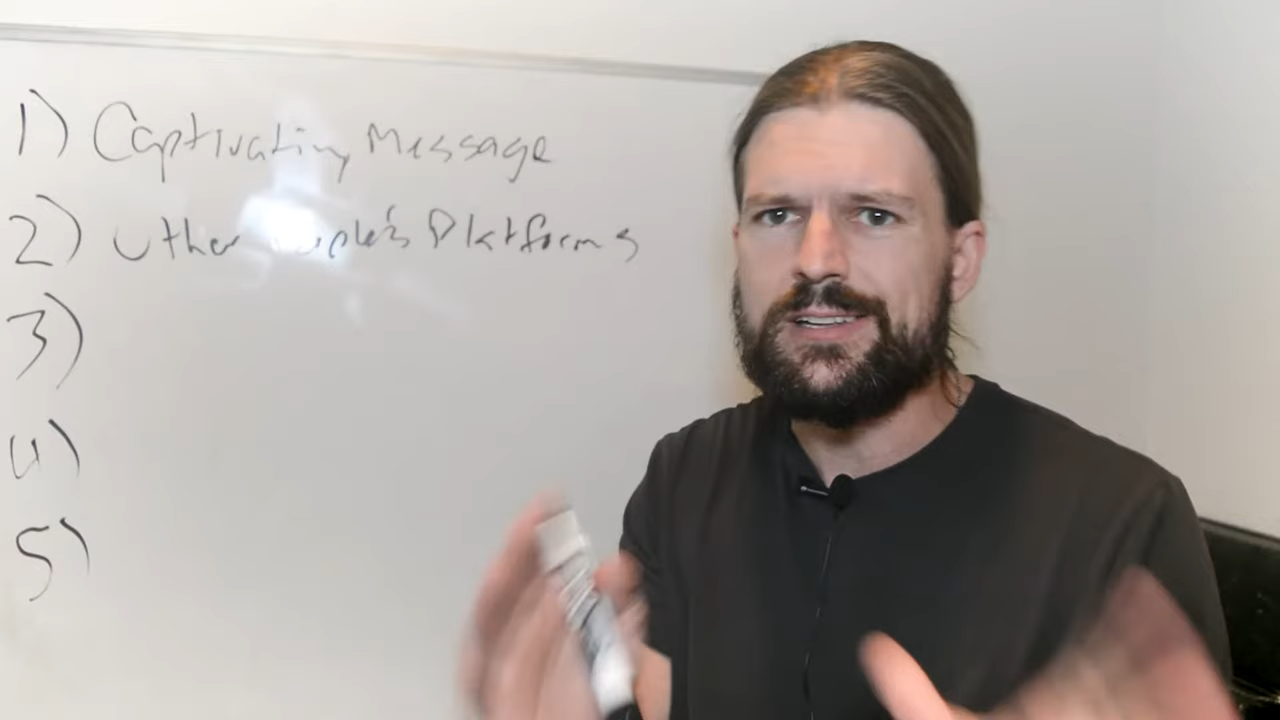 1) Captivating Message
2) Other People's Platforms
3)
4)
5)